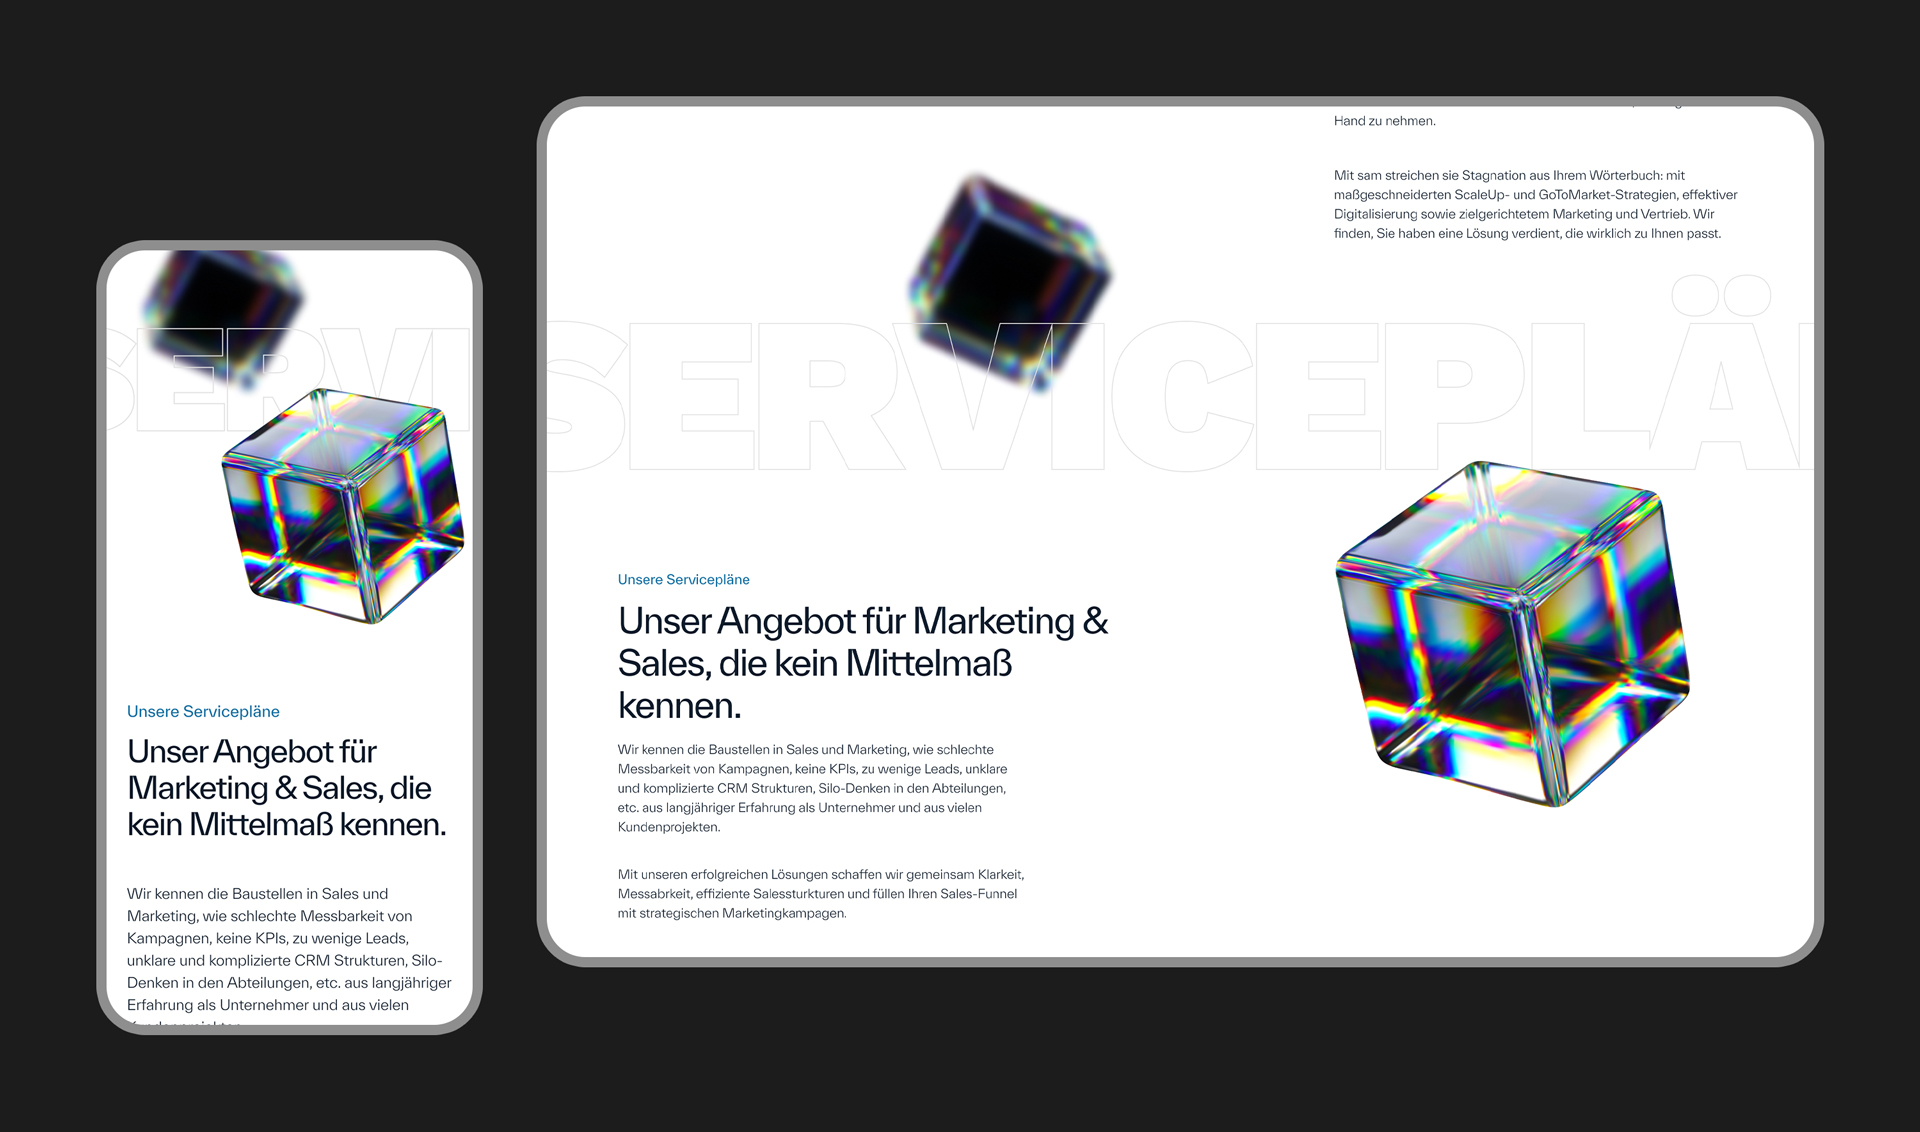 SERVI
Unsere Servicepläne
Unser Angebot für
Marketing & Sales, die
kein Mittelmaß kennen.
Wir kennen die Baustellen in Sales und
Marketing, wie schlechte Messbarkeit von
Kampagnen, keine KPIs, zu wenige Leads,
unklare und komplizierte CRM Strukturen, Silo-
Denken in den Abteilungen, etc. aus langjähriger
Erfahrung als Unternehmer und aus vielen
Hand zu nehmen.
Mit sam streichen sie Stagnation aus Ihrem Wörterbuch: mit
maßgeschneiderten ScaleUp- und GoToMarket-Strategien, effektiver
Digitalisierung sowie zielgerichtetem Marketing und Vertrieb. Wir
finden, Sie haben eine Lösung verdient, die wirklich zu Ihnen passt.
SERVICEPLÄ
Unsere Servicepläne
Unser Angebot für Marketing &
Sales, die kein Mittelmaß
kennen.
Wir kennen die Baustellen in Sales und Marketing, wie schlechte
Messbarkeit von Kampagnen, keine KPIs, zu wenige Leads, unklare
und komplizierte CRM Strukturen, Silo-Denken in den Abteilungen,
etc. aus langjähriger Erfahrung als Unternehmer und aus vielen
Kundenprojekten.
Mit unseren erfolgreichen Lösungen schaffen wir gemeinsam Klarkeit,
Messabrkeit, effiziente Salessturkturen und füllen Ihren Sales-Funnel
mit strategischen Marketingkampagen.